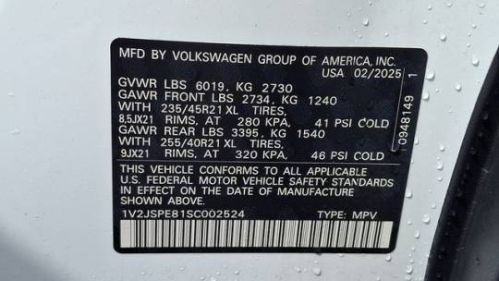 MFD BY VOLKSWAGEN GROUP OF AMERICA, INC.
USA 02/2025
GVWR LBS 6019, KG 2730
GAWR FRONT LBS 2734, KG 1240
WITH 235/45R21 XL TIRES,
8,5JX21 RIMS, AT 280 KPA, 41 PSI COLD
GAWR REAR LBS 3395, KG 1540
WITH 255/40R21 XL TIRES,
9JX21 RIMS, AT 320 KPA, 46 PSI COLD
THIS VEHICLE CONFORMS TO ALL APPLICABLE
U.S. FEDERAL MOTOR VEHICLE SAFETY STANDARDS
IN EFFECT ON THE DATE OF MANUFACTURE
SHOWN ABOVE
1V2JSPE81SC002524 TYPE: MPV
0948149 1